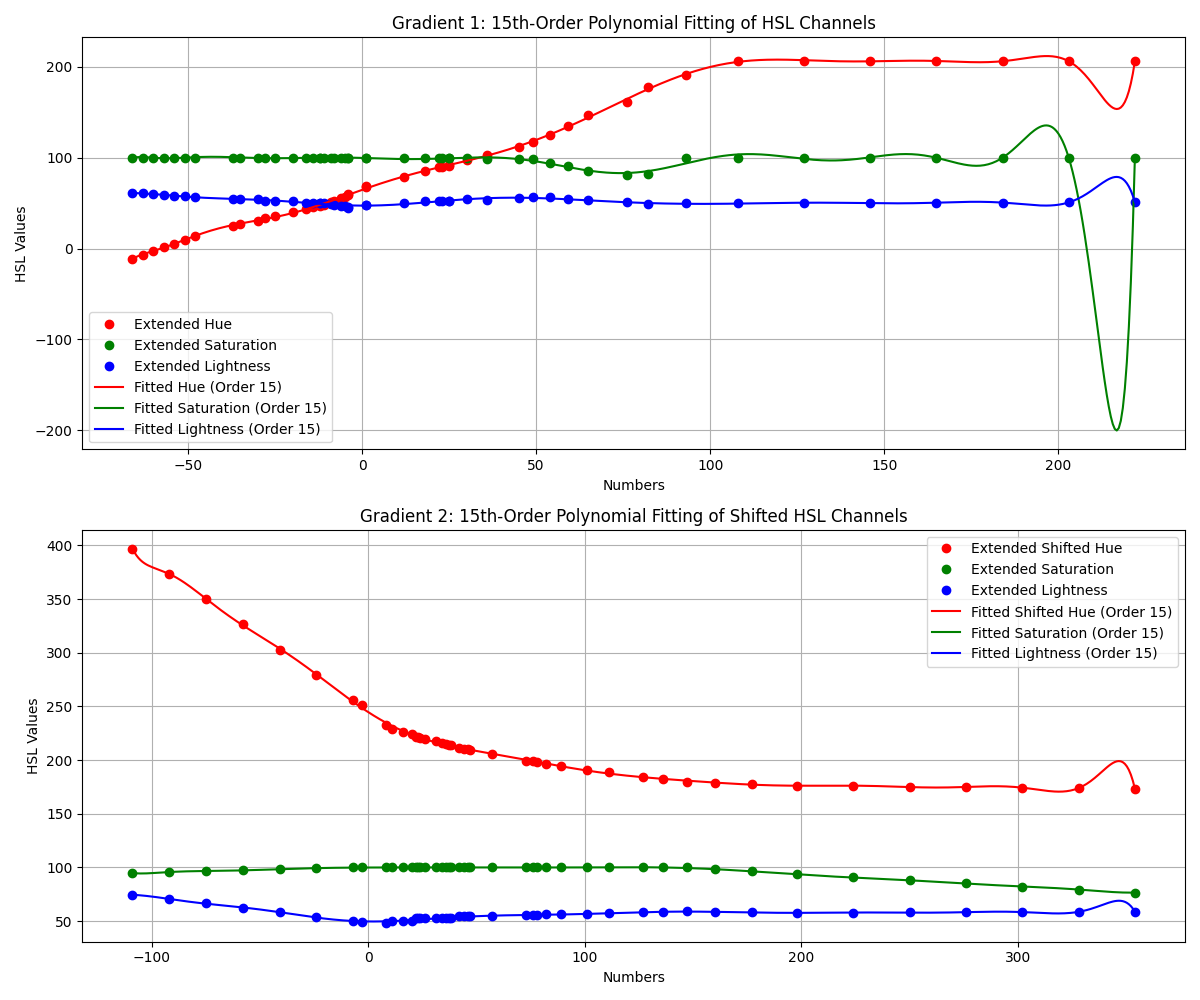 Gradient 1: 15th-Order Polynomial Fitting of HSL Channels
200
100
0
−100
−200
HSL Values
Extended Hue
Extended Saturation
Extended Lightness
Fitted Hue (Order 15)
Fitted Saturation (Order 15)
Fitted Lightness (Order 15)
−50 0 50 100 150 200
Numbers
Gradient 2: 15th-Order Polynomial Fitting of Shifted HSL Channels
400
350
300
250
200
150
100
50
HSL Values
Extended Shifted Hue
Extended Saturation
Extended Lightness
Fitted Shifted Hue (Order 15)
Fitted Saturation (Order 15)
Fitted Lightness (Order 15)
−100 0 100 200 300
Numbers